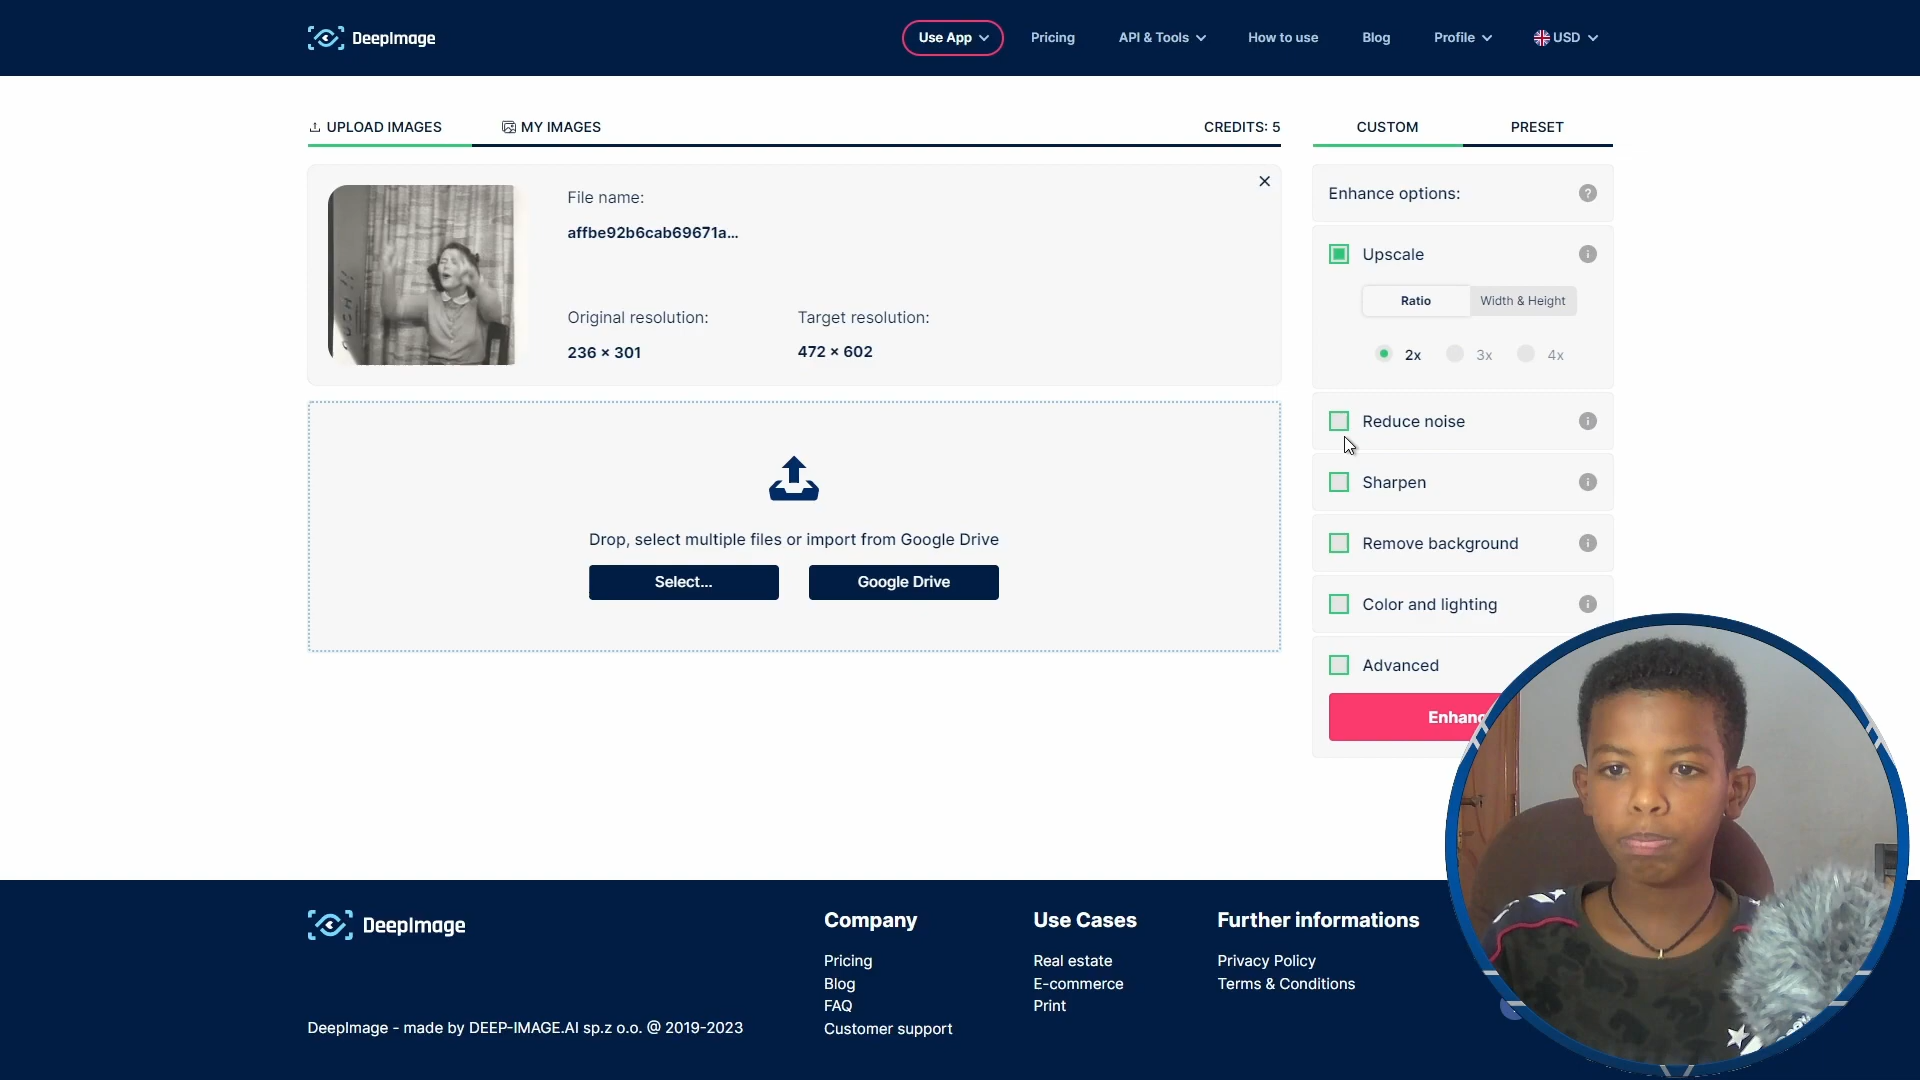 DeepImage
Use App
Pricing
API & Tools
How to use
Blog
Profile
USD
UPLOAD IMAGES
MY IMAGES
CREDITS: 5
CUSTOM
PRESET
File name:
affbe92b6cab69671a...
Original resolution:
236 × 301
Target resolution:
472 × 602
Enhance options:
Upscale
Ratio
Width & Height
2x
3x
4x
Reduce noise
Sharpen
Remove background
Color and lighting
Advanced
Drop, select multiple files or import from Google Drive
Select...
Google Drive
DeepImage
DeepImage - made by DEEP-IMAGE.AI sp.z o.o. @ 2019-2023
Company
Pricing
Blog
FAQ
Customer support
Use Cases
Real estate
E-commerce
Print
Further informations
Privacy Policy
Terms & Conditions